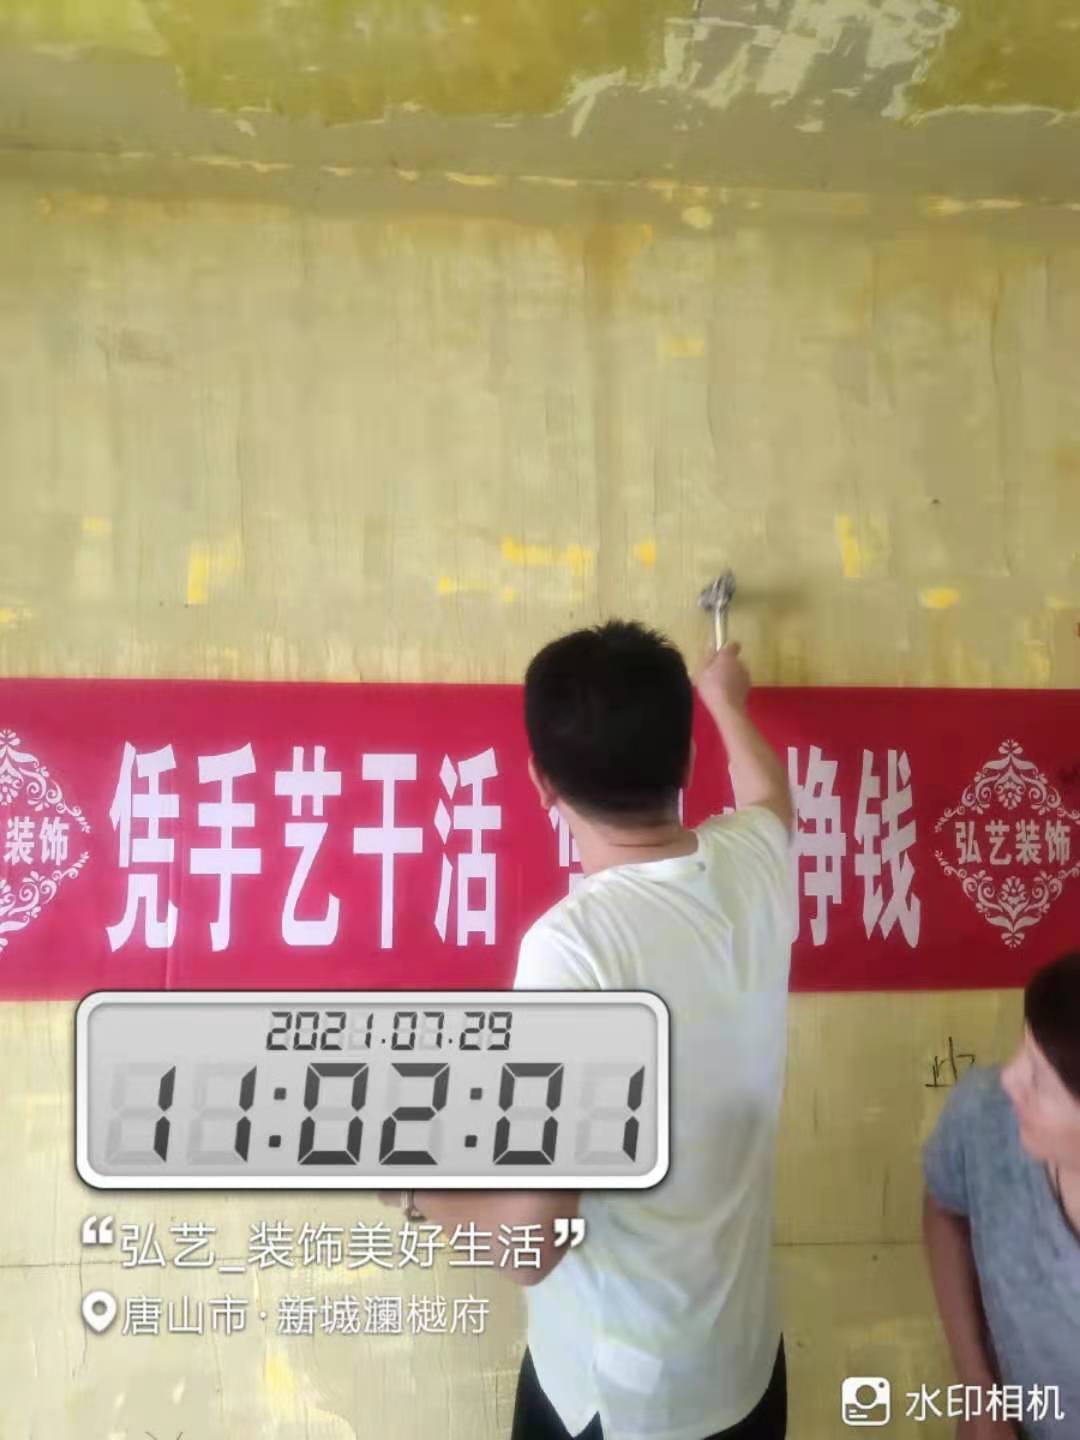 凭手艺干活
挣钱
装饰
弘艺装饰
2021.07.29
11:02:01
“弘艺_装饰美好生活”
唐山市·新城澜樾府
水印相机